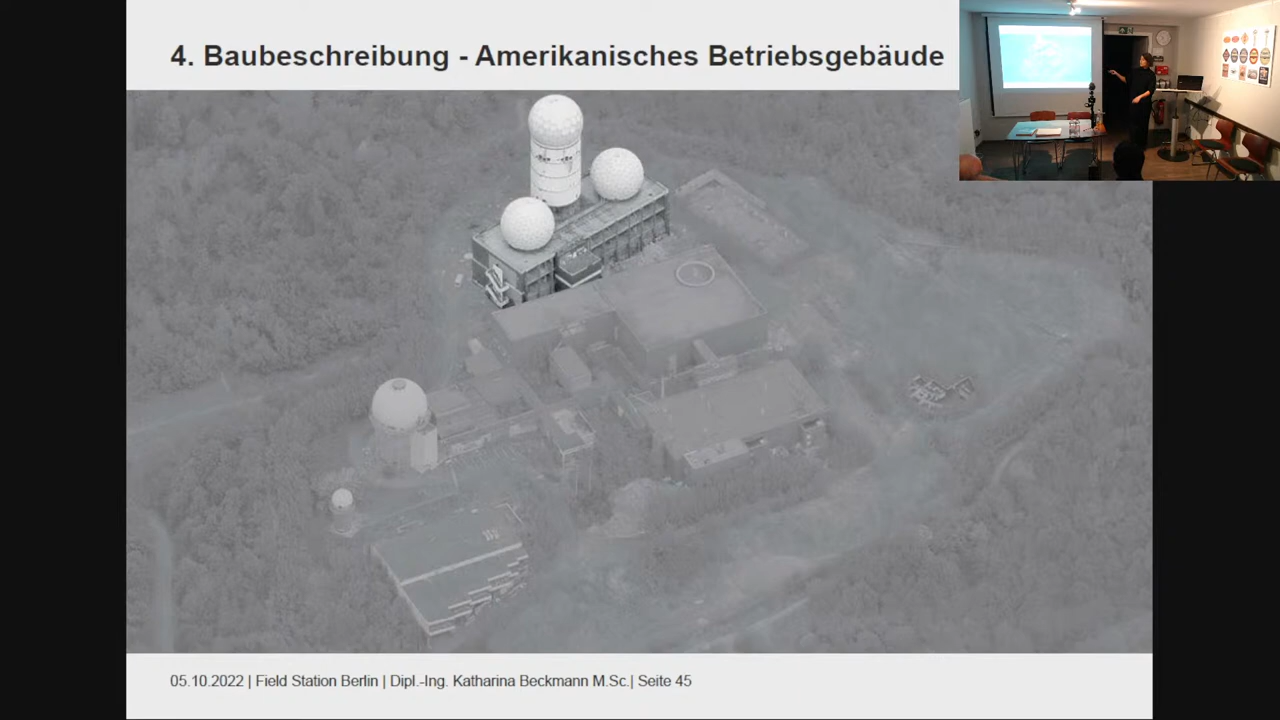 4. Baubeschreibung - Amerikanisches Betriebsgebäude
05.10.2022 | Field Station Berlin | Dipl.-Ing. Katharina Beckmann M.Sc.| Seite 45